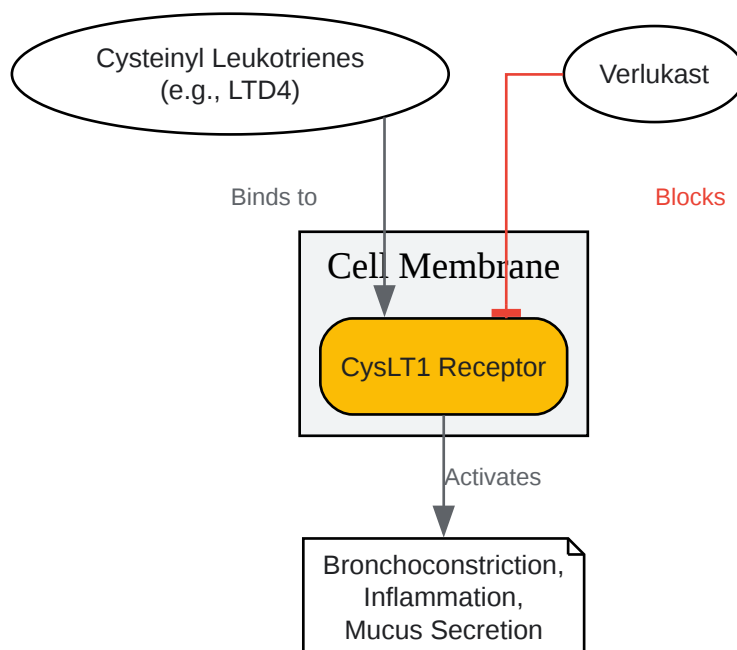 Cysteinyl Leukotrienes
(e.g., LTD4)
Verlukast
Binds to
Blocks
Cell Membrane
CysLT1 Receptor
Activates
Bronchoconstriction,
Inflammation,
Mucus Secretion